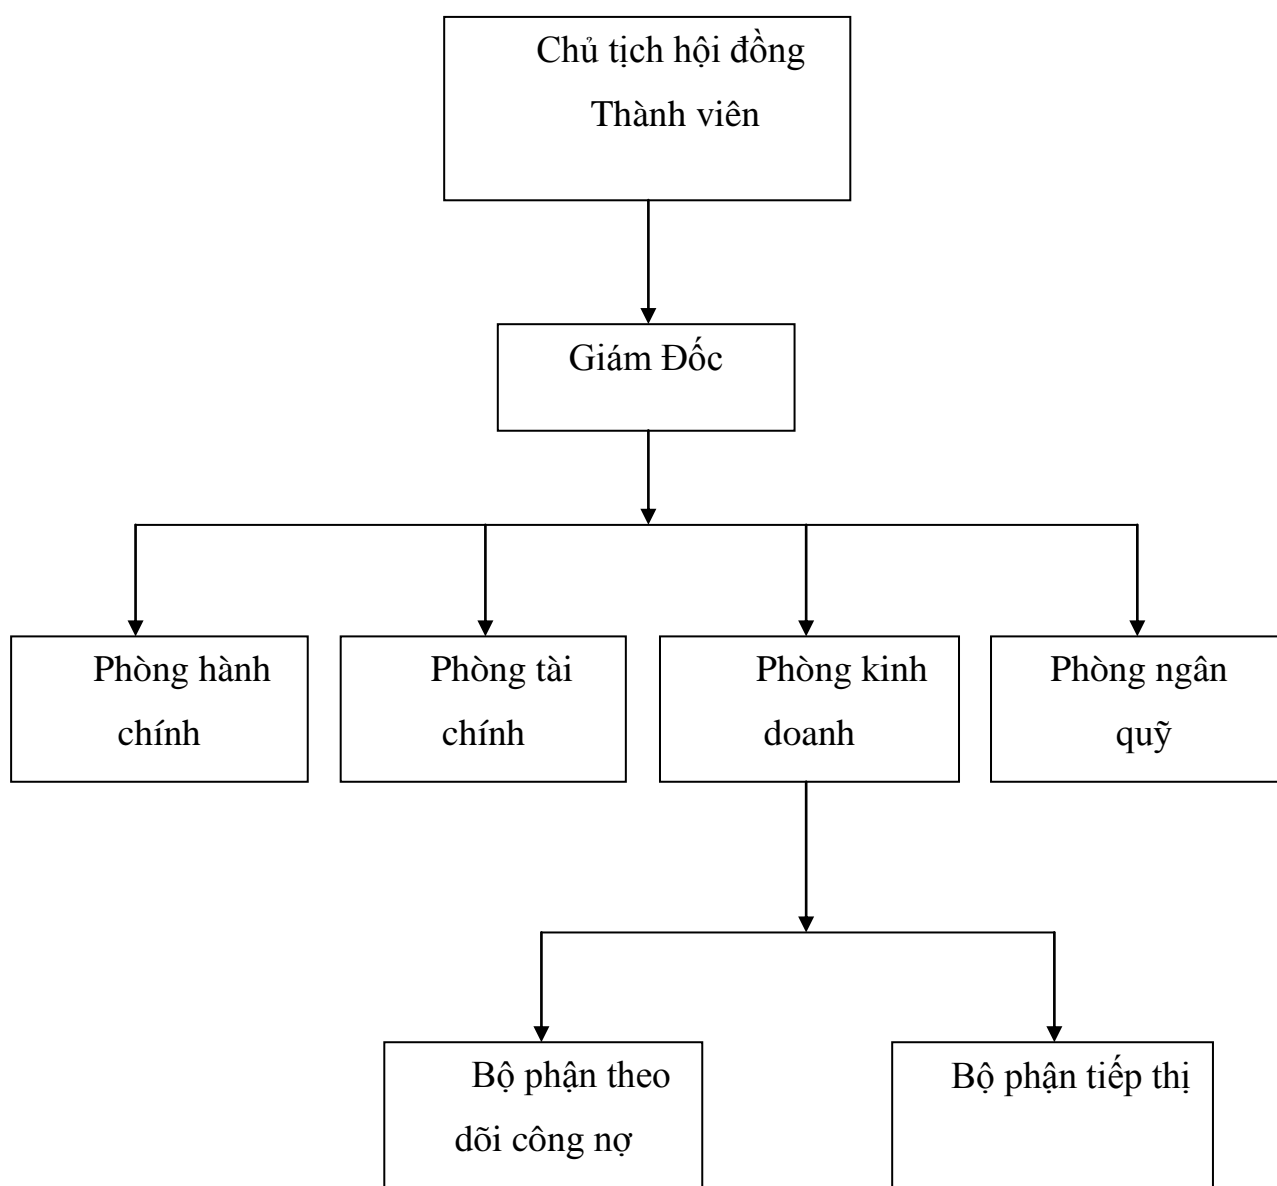 Chủ tịch hội đồng
Thành viên
Giám Đốc
Phòng hành
chính
Phòng tài
chính
Phòng kinh
doanh
Phòng ngân
quỹ
Bộ phận theo
dõi công nợ
Bộ phận tiếp thị